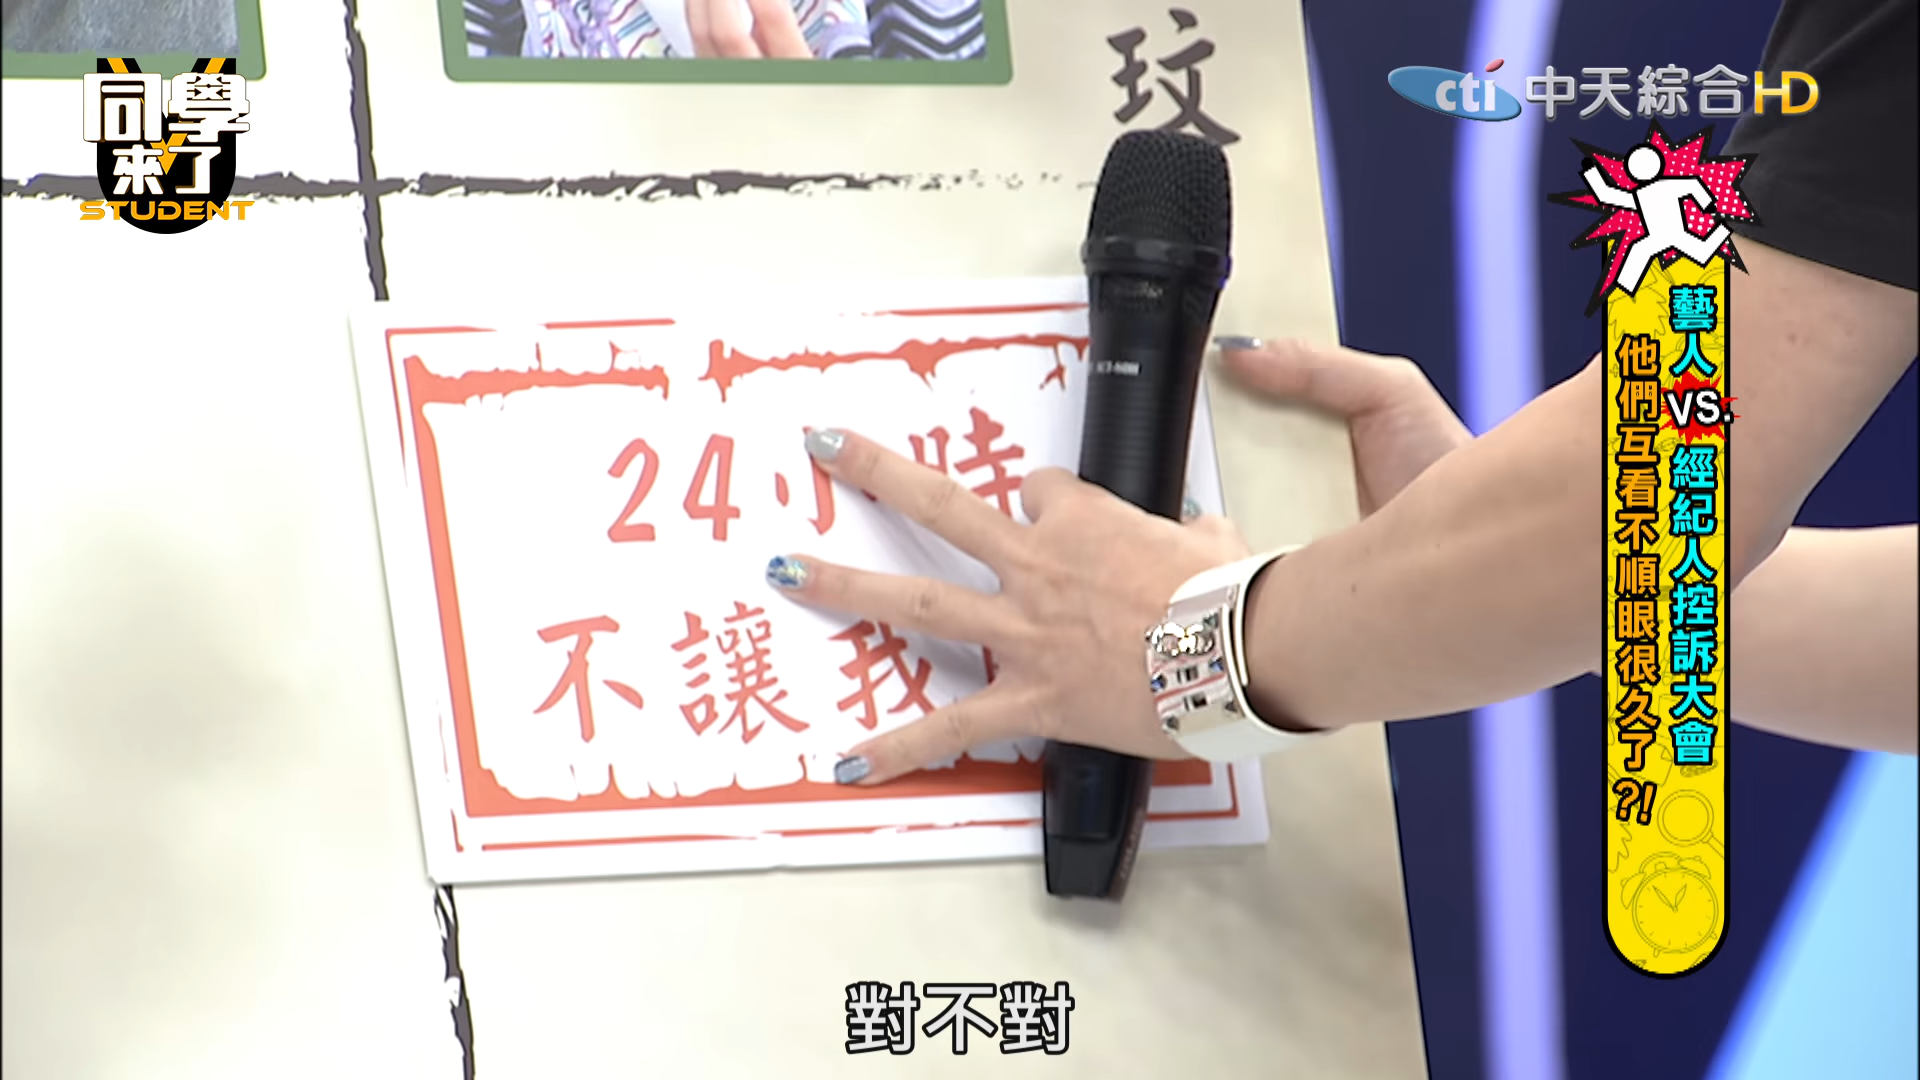 同學
來了
STUDENT
玟
cti 中天綜合HD
藝人 VS. 經紀人控訴大會
他們互看不順眼很久了?!
24小時
不讓我
對不對